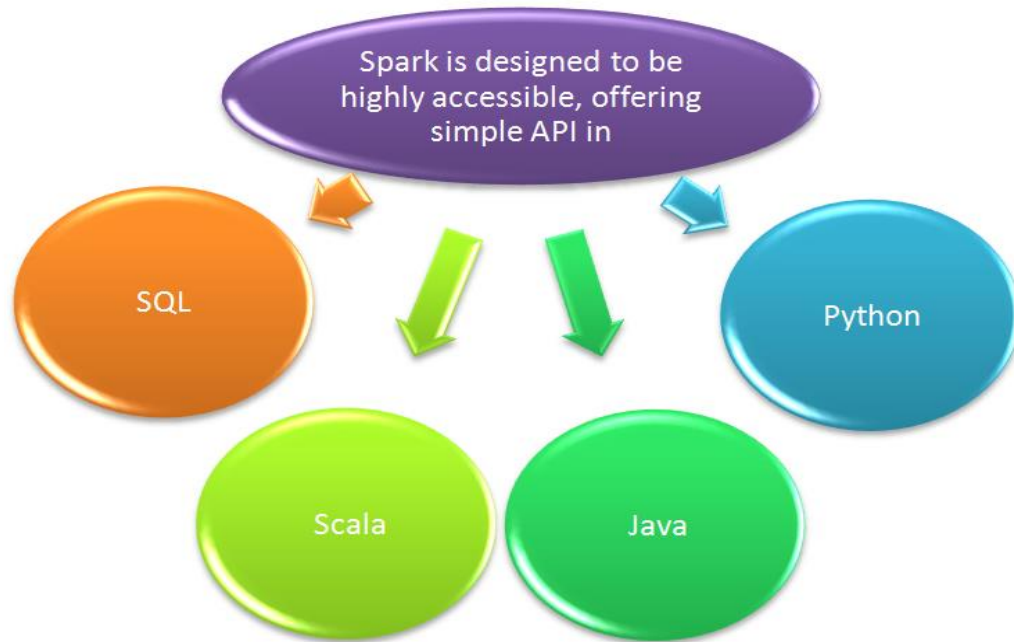 Spark is designed to be
highly accessible, offering
simple API in
SQL
Python
Scala
Java